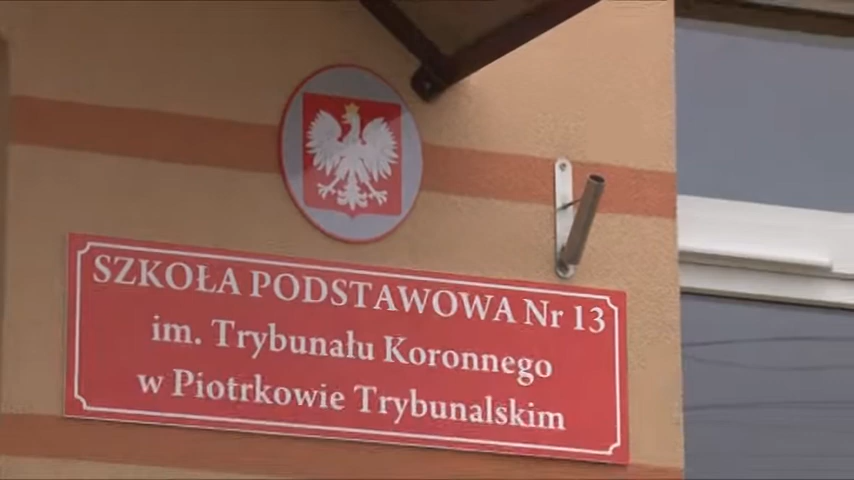 SZKOŁA PODSTAWOWA Nr 13
im. Trybunału Koronnego
w Piotrkowie Trybunalskim